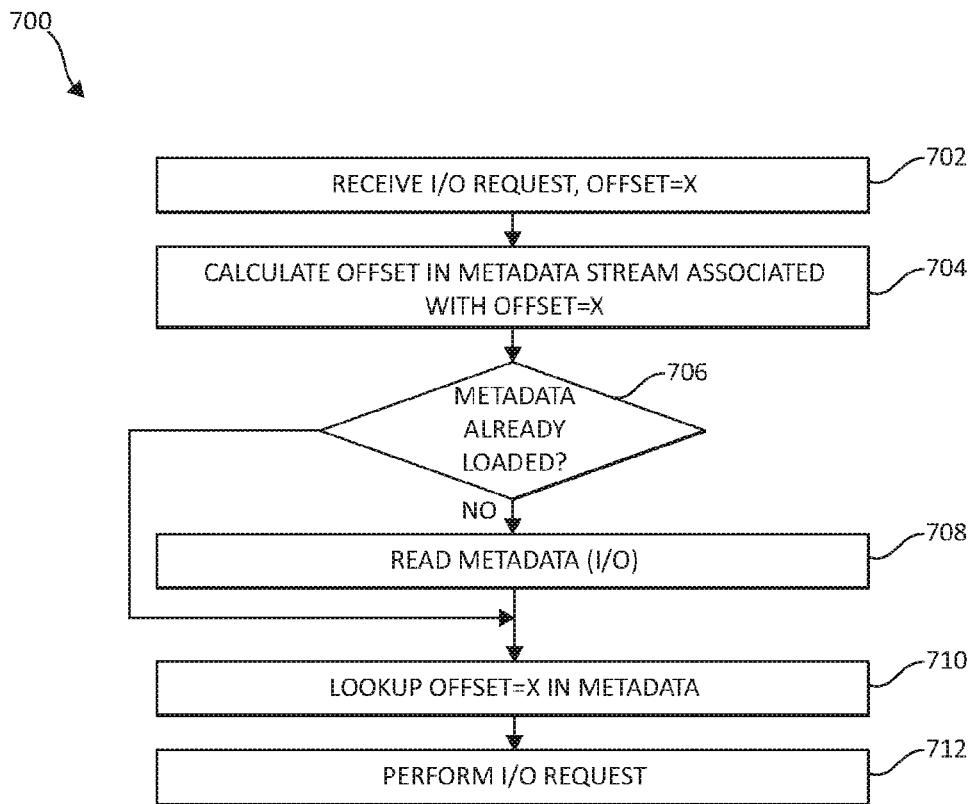 700
702
RECEIVE I/O REQUEST, OFFSET=X
CALCULATE OFFSET IN METADATA STREAM ASSOCIATED
WITH OFFSET=X
704
706
METADATA
ALREADY
LOADED?
NO
708
READ METADATA (I/O)
710
LOOKUP OFFSET=X IN METADATA
712
PERFORM I/O REQUEST